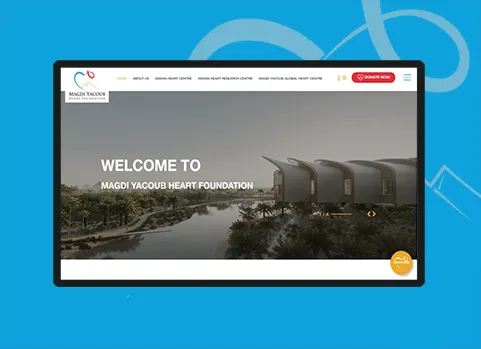 MAGDI YACOUB
HEART FOUNDATION
HOME ABOUT US ASWAN HEART CENTRE ASWAN HEART RESEARCH CENTRE MAGDI YACOUB GLOBAL HEART CENTRE DONATE NOW
WELCOME TO
MAGDI YACOUB HEART FOUNDATION